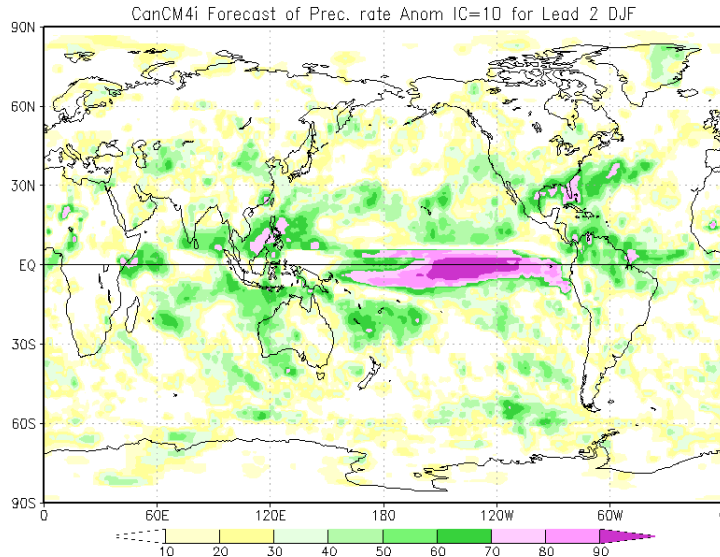 CanCM4i Forecast of Prec. rate Anom IC=10 for Lead 2 DJF
90N
60N
30N
EQ
30S
60S
90S
0 60E 120E 180 120W 60W 0
10 20 30 40 50 60 70 80 90